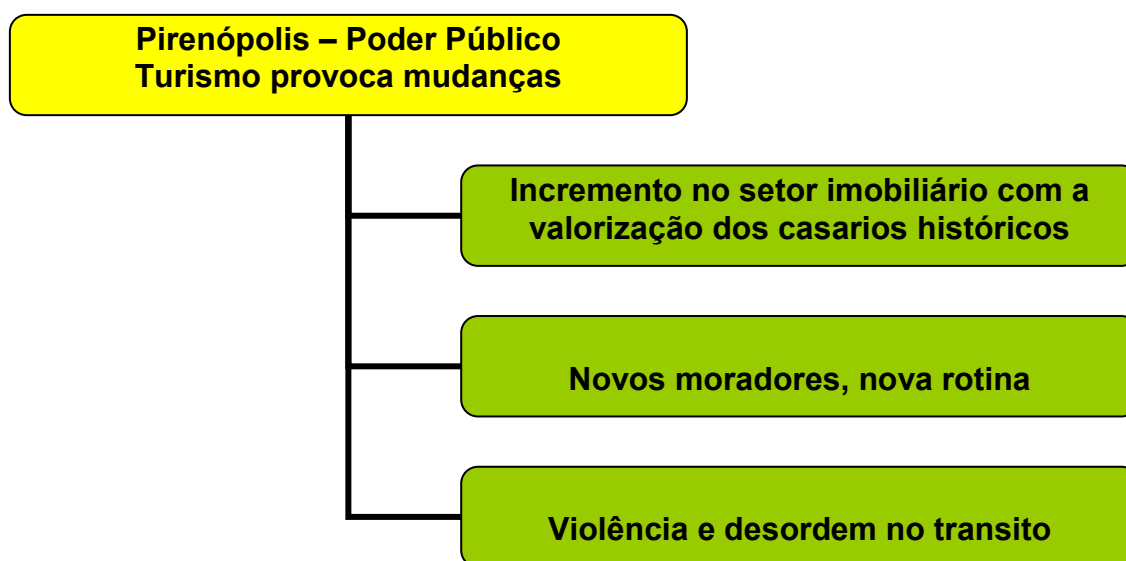 Pirenópolis – Poder Público
Turismo provoca mudanças
Incremento no setor imobiliário com a
valorização dos casarios históricos
Novos moradores, nova rotina
Violência e desordem no transito